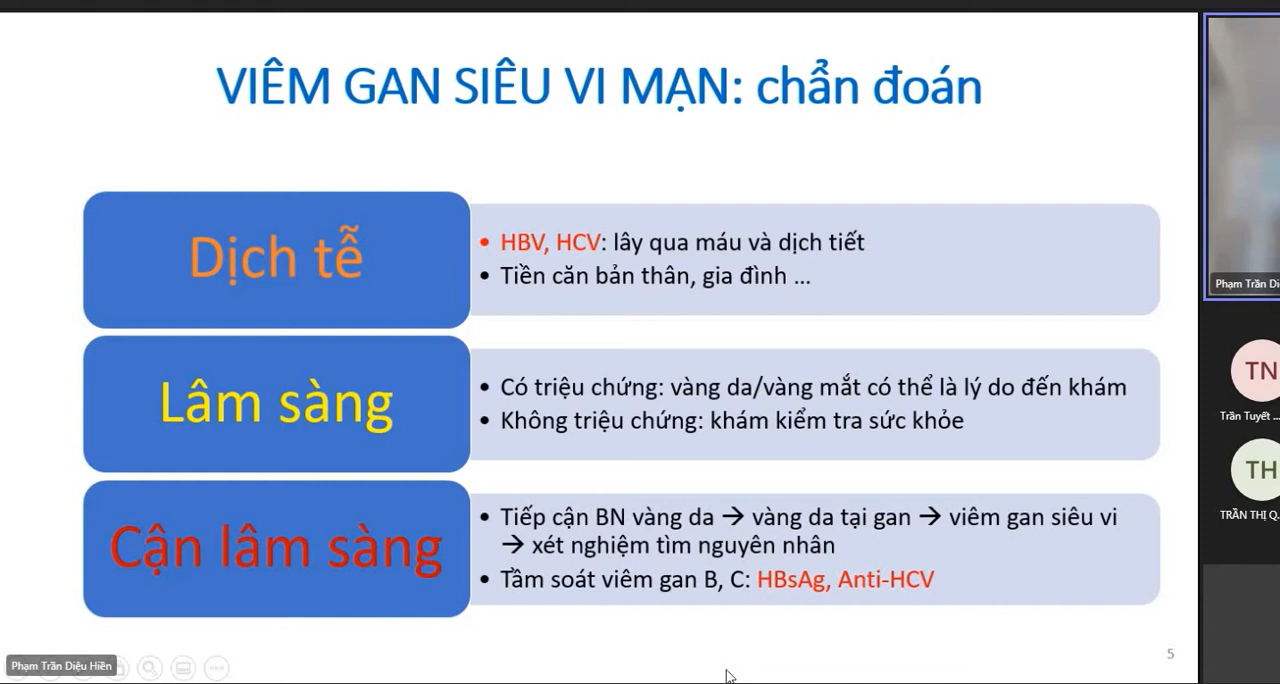 VIÊM GAN SIÊU VI MẠN: chẩn đoán
Dịch tễ
• HBV, HCV: lây qua máu và dịch tiết
• Tiền căn bản thân, gia đình ...
Lâm sàng
• Có triệu chứng: vàng da/vàng mắt có thể là lý do đến khám
• Không triệu chứng: khám kiểm tra sức khỏe
Cận lâm sàng
• Tiếp cận BN vàng da → vàng da tại gan → viêm gan siêu vi
→ xét nghiệm tìm nguyên nhân
• Tầm soát viêm gan B, C: HBsAg, Anti-HCV
5
Phạm Trần Diệu Hiền
Phạm Trần Di
TN
Trần Tuyết ...
TH
TRẦN THỊ Q...